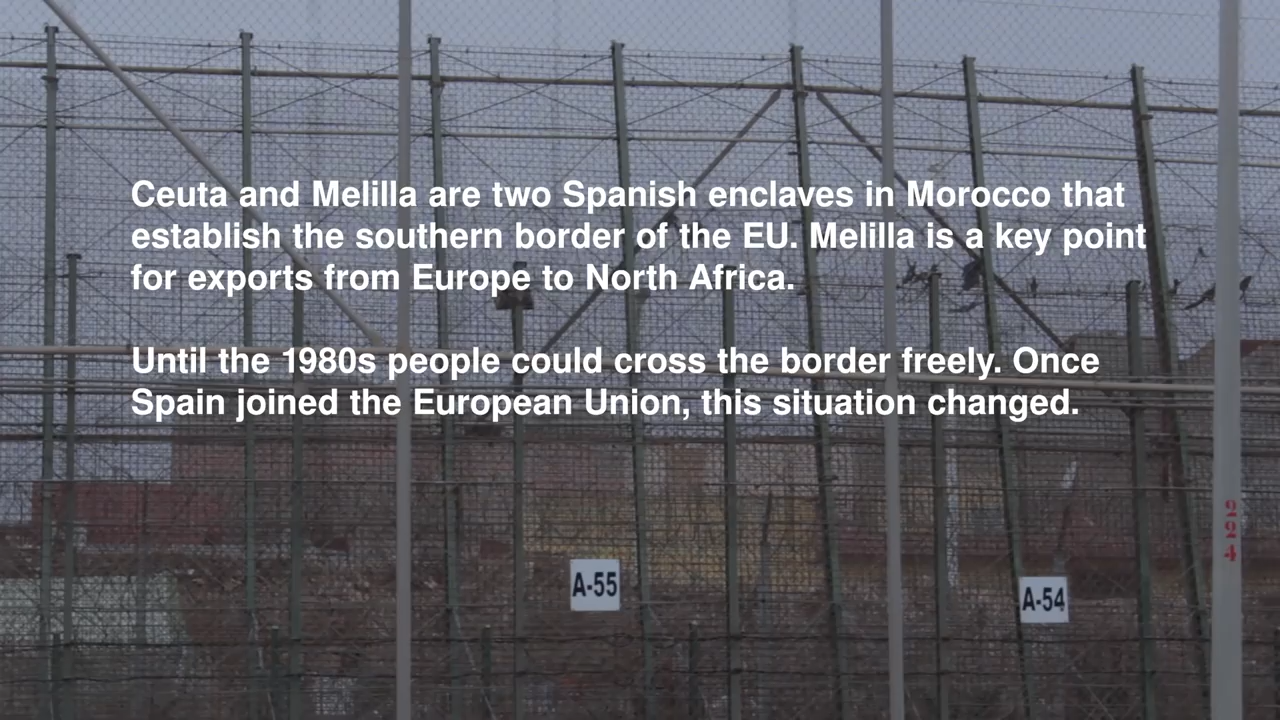 Ceuta and Melilla are two Spanish enclaves in Morocco that
establish the southern border of the EU. Melilla is a key point
for exports from Europe to North Africa.
Until the 1980s people could cross the border freely. Once
Spain joined the European Union, this situation changed.
A-55
A-54